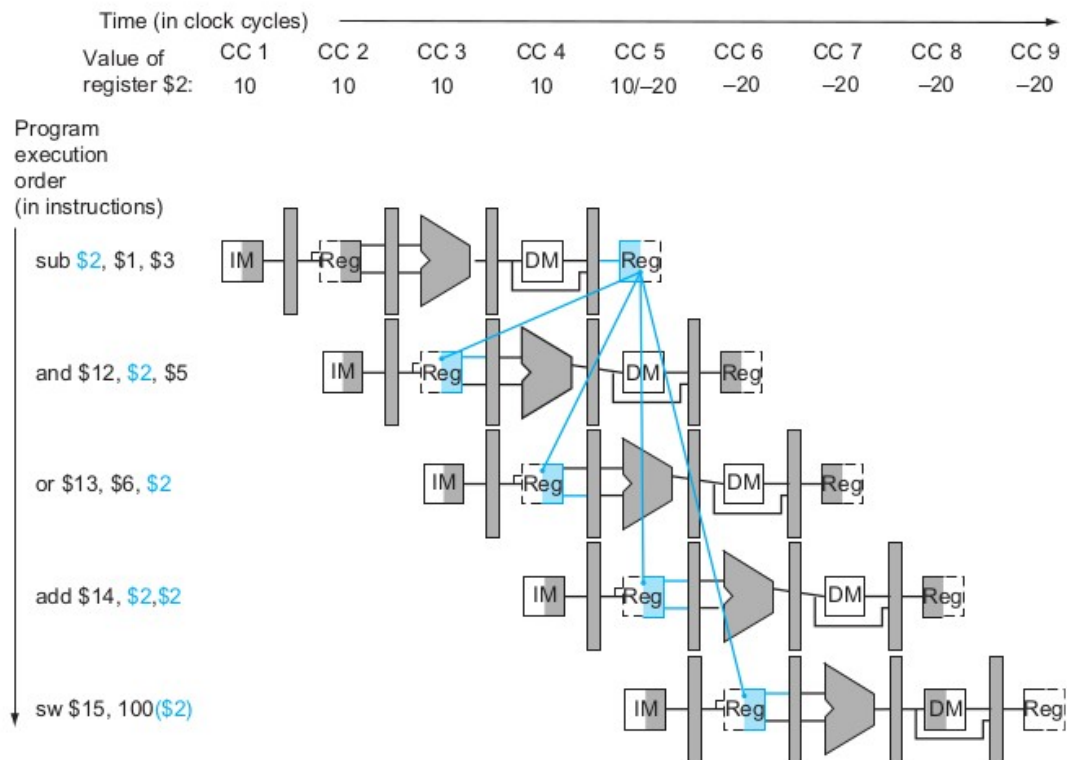 Time (in clock cycles)
CC 1 CC 2 CC 3 CC 4 CC 5 CC 6 CC 7 CC 8 CC 9
Value of
register $2: 10 10 10 10 10/–20 –20 –20 –20 –20
Program
execution
order
(in instructions)
sub $2, $1, $3
IM Reg DM Reg
and $12, $2, $5
IM Reg DM Reg
or $13, $6, $2
IM Reg DM Reg
add $14, $2,$2
IM Reg DM Reg
sw $15, 100($2)
IM Reg DM Reg